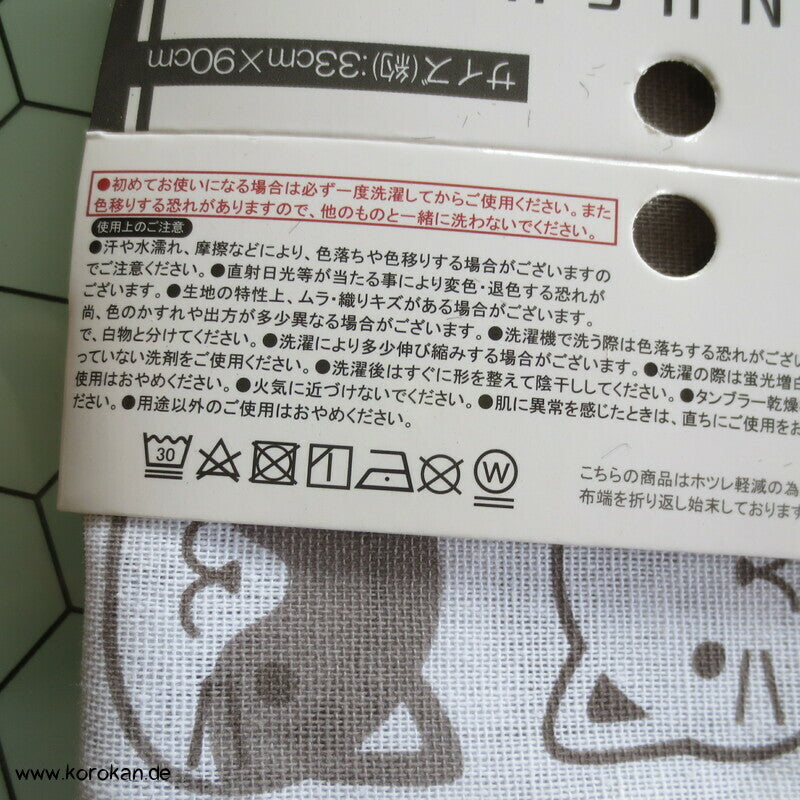 サイズ(約):33cm×90cm
●初めてお使いになる場合は必ず一度洗濯してからご使用ください。また
色移りする恐れがありますので、他のものと一緒に洗わないでください。
使用上のご注意
●汗や水濡れ、摩擦などにより、色落ちや色移りする場合がございますの
でご注意ください。●直射日光等が当たる事により変色・退色する恐れが
ございます。●生地の特性上、ムラ・織りキズがある場合がございます。
尚、色のかすれや出方が多少異なる場合がございます。●洗濯機で洗う際は色落ちする恐れがござい
で、白物と分けてください。●洗濯により多少伸び縮みする場合がございます。●洗濯の際は蛍光増白
っていない洗剤をご使用ください。●洗濯後はすぐに形を整えて陰干ししてください。●タンブラー乾燥
使用はおやめください。●火気に近づけないでください。●肌に異常を感じたときは、直ちにご使用をお
ださい。●用途以外のご使用はおやめください。
30
W
こちらの商品はホツレ軽減の為
布端を折り返し始末しております
www.korokan.de